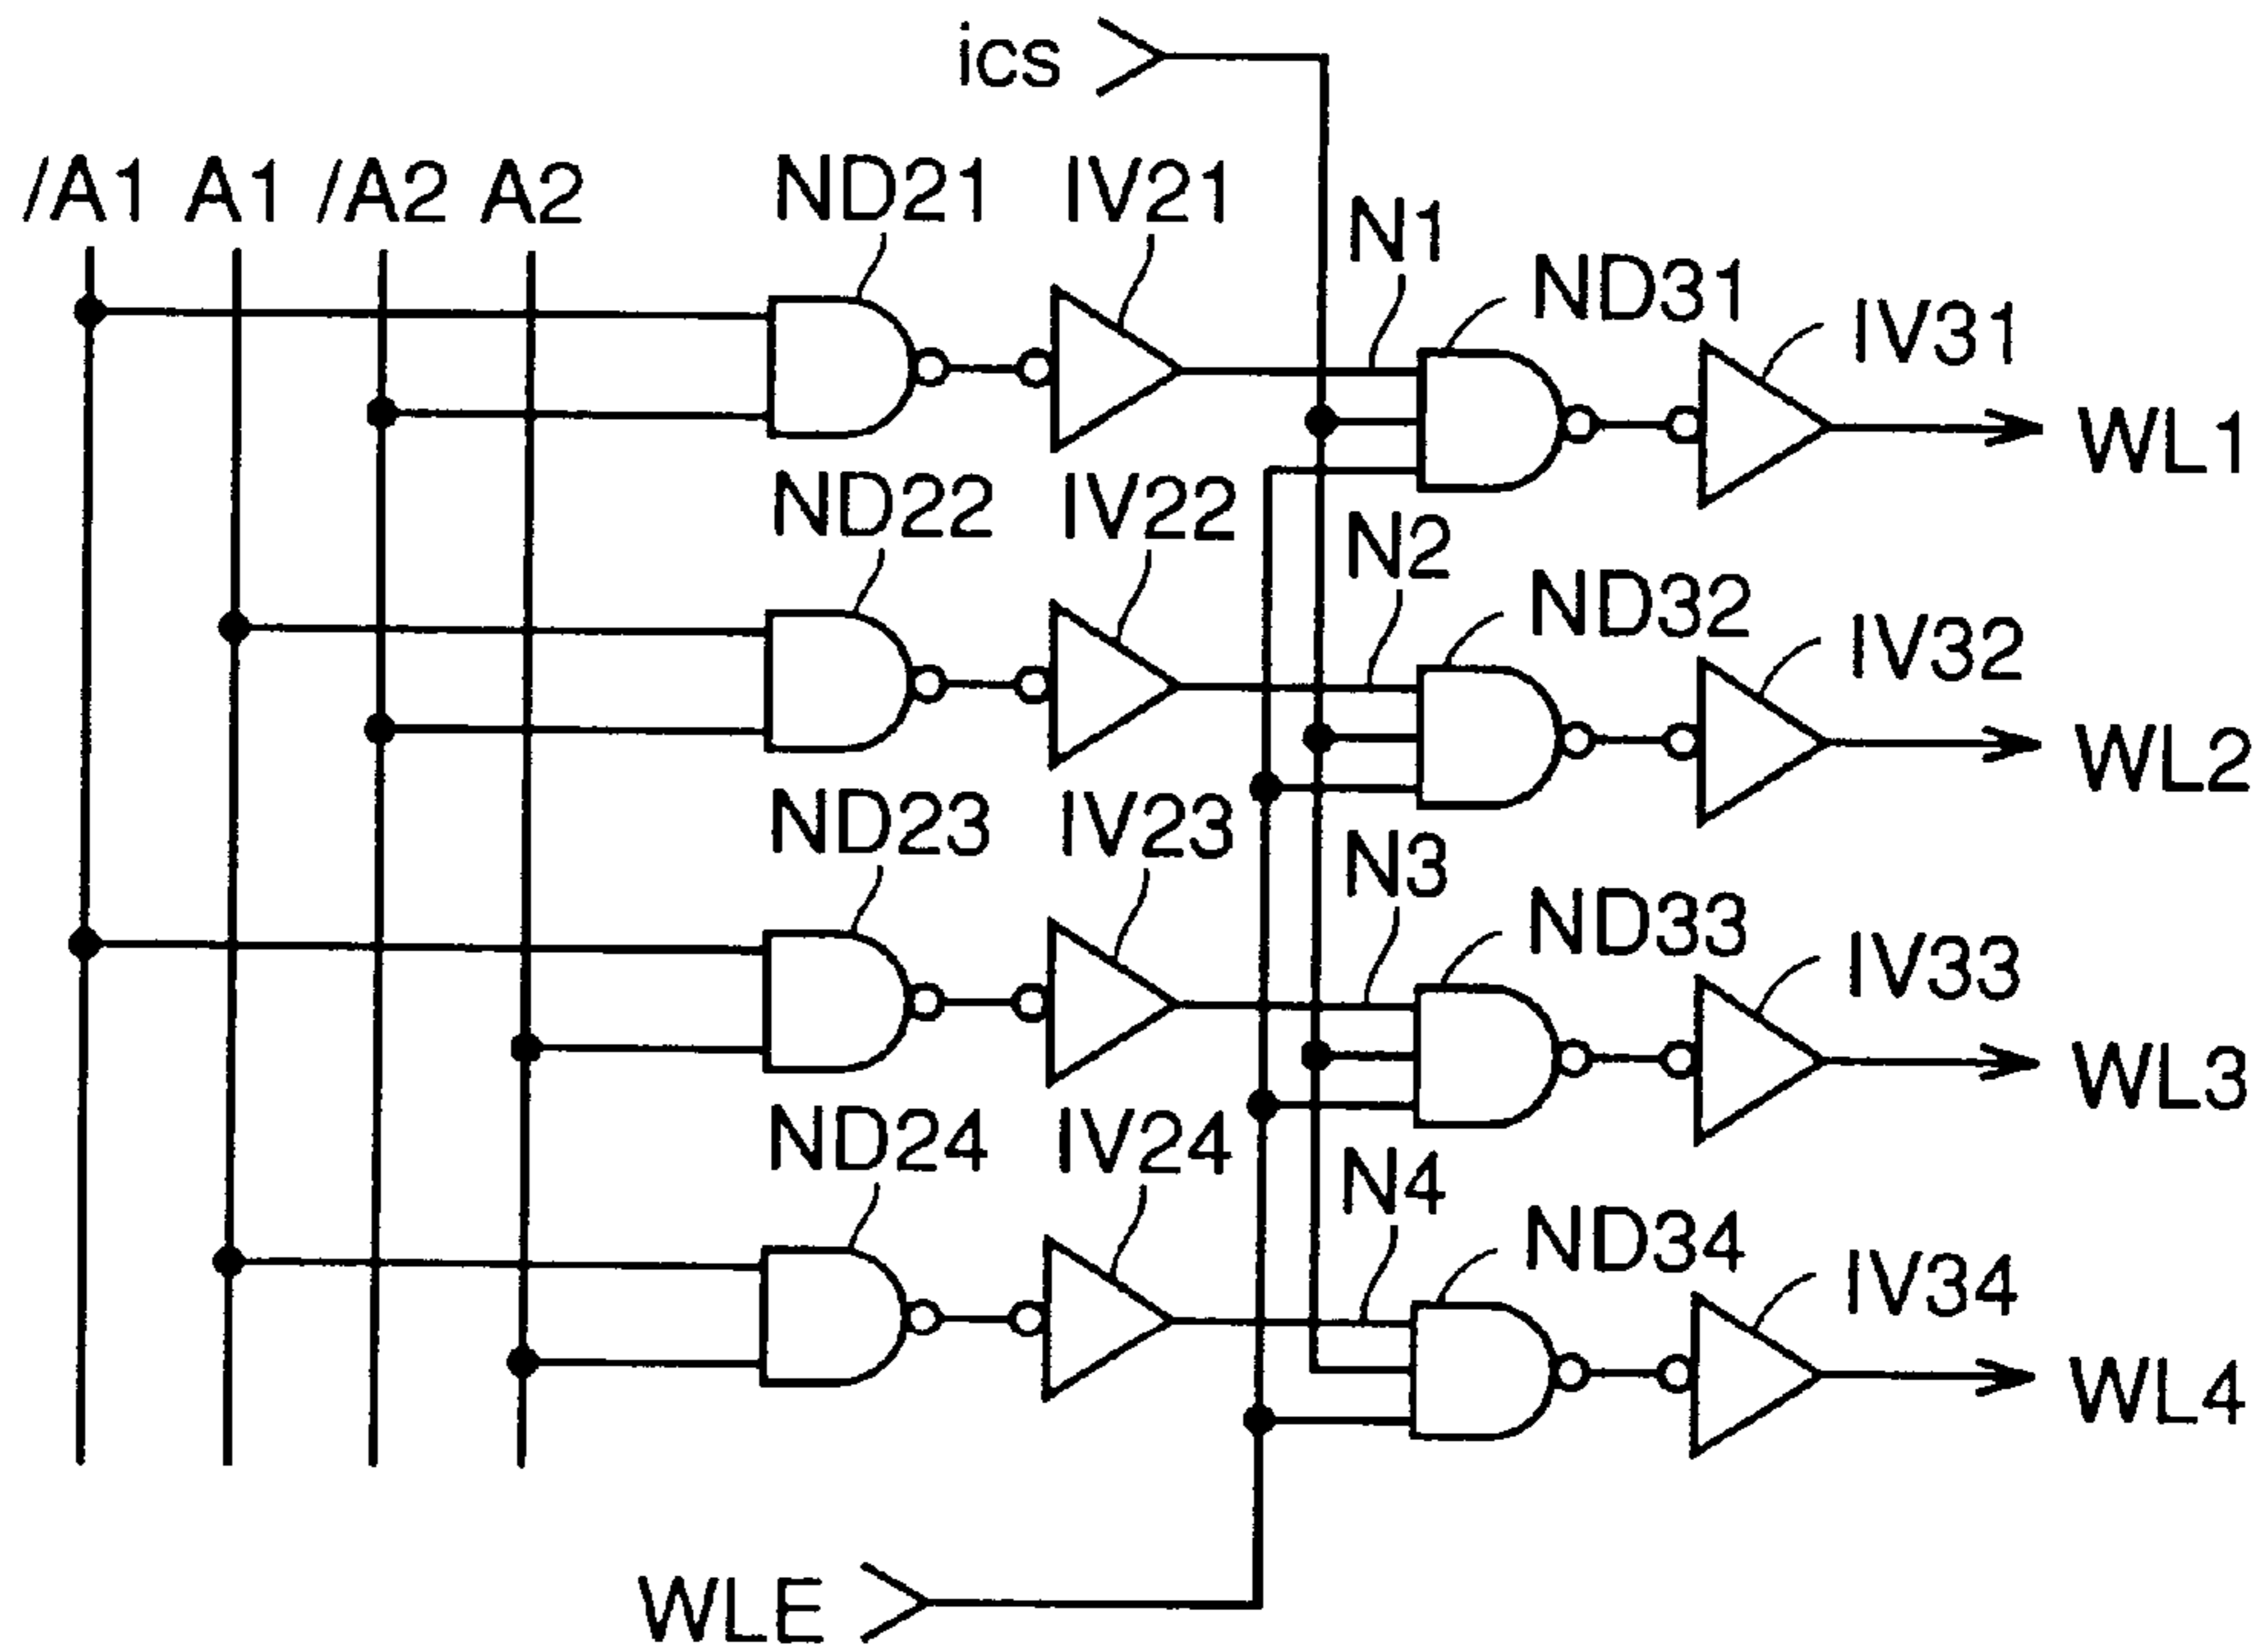 ics
/A1 A1 /A2 A2 ND21 IV21
N1
ND31
IV31
WL1
ND22 IV22
N2
ND32
IV32
WL2
ND23 IV23
N3
ND33
IV33
WL3
ND24 IV24
N4
ND34
IV34
WL4
WLE